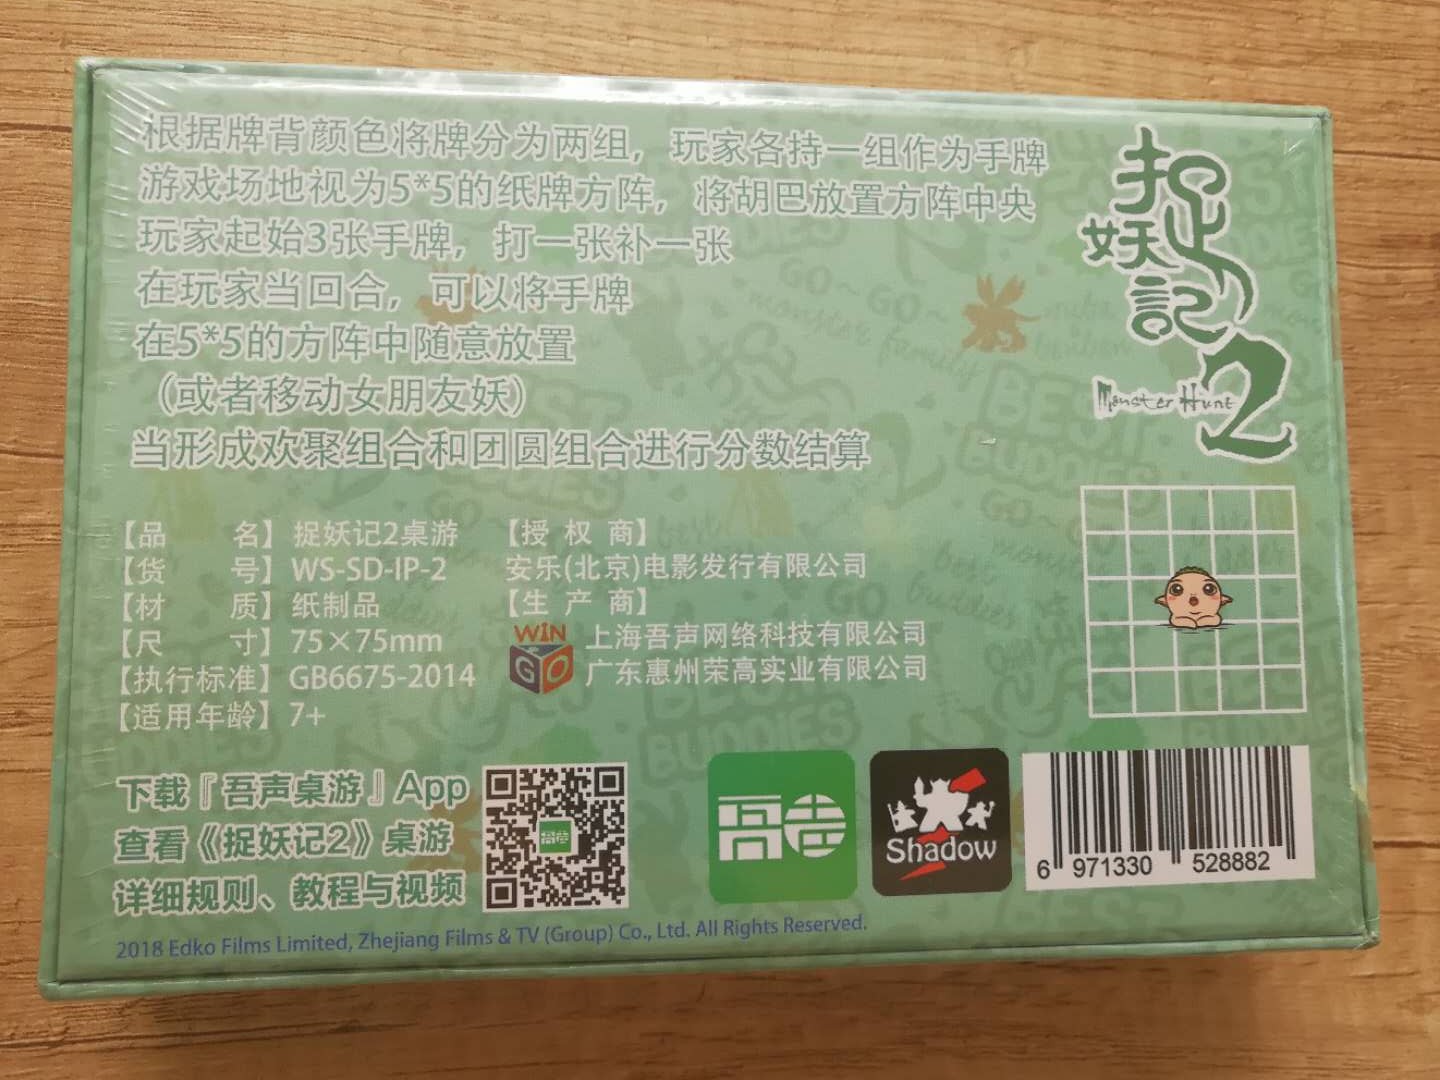 根据牌背颜色将牌分为两组，玩家各持一组作为手牌
游戏场地视为5*5的纸牌方阵，将胡巴放置方阵中央
玩家起始3张手牌，打一张补一张
在玩家当回合，可以将手牌
在5*5的方阵中随意放置
（或者移动女朋友妖）
当形成欢聚组合和团圆组合进行分数结算
捉妖記2
Monster Hunt
【品 名】捉妖记2桌游
【货 号】WS-SD-IP-2
【材 质】纸制品
【尺 寸】75×75mm
【执行标准】GB6675-2014
【适用年龄】7+
【授 权 商】
安乐(北京)电影发行有限公司
【生 产 商】
WIN GO
上海吾声网络科技有限公司
广东惠州荣高实业有限公司
下载『吾声桌游』App
查看《捉妖记2》桌游
详细规则、教程与视频
吾声
Shadow
6 971330 528882
2018 Edko Films Limited, Zhejiang Films & TV (Group) Co., Ltd. All Rights Reserved.